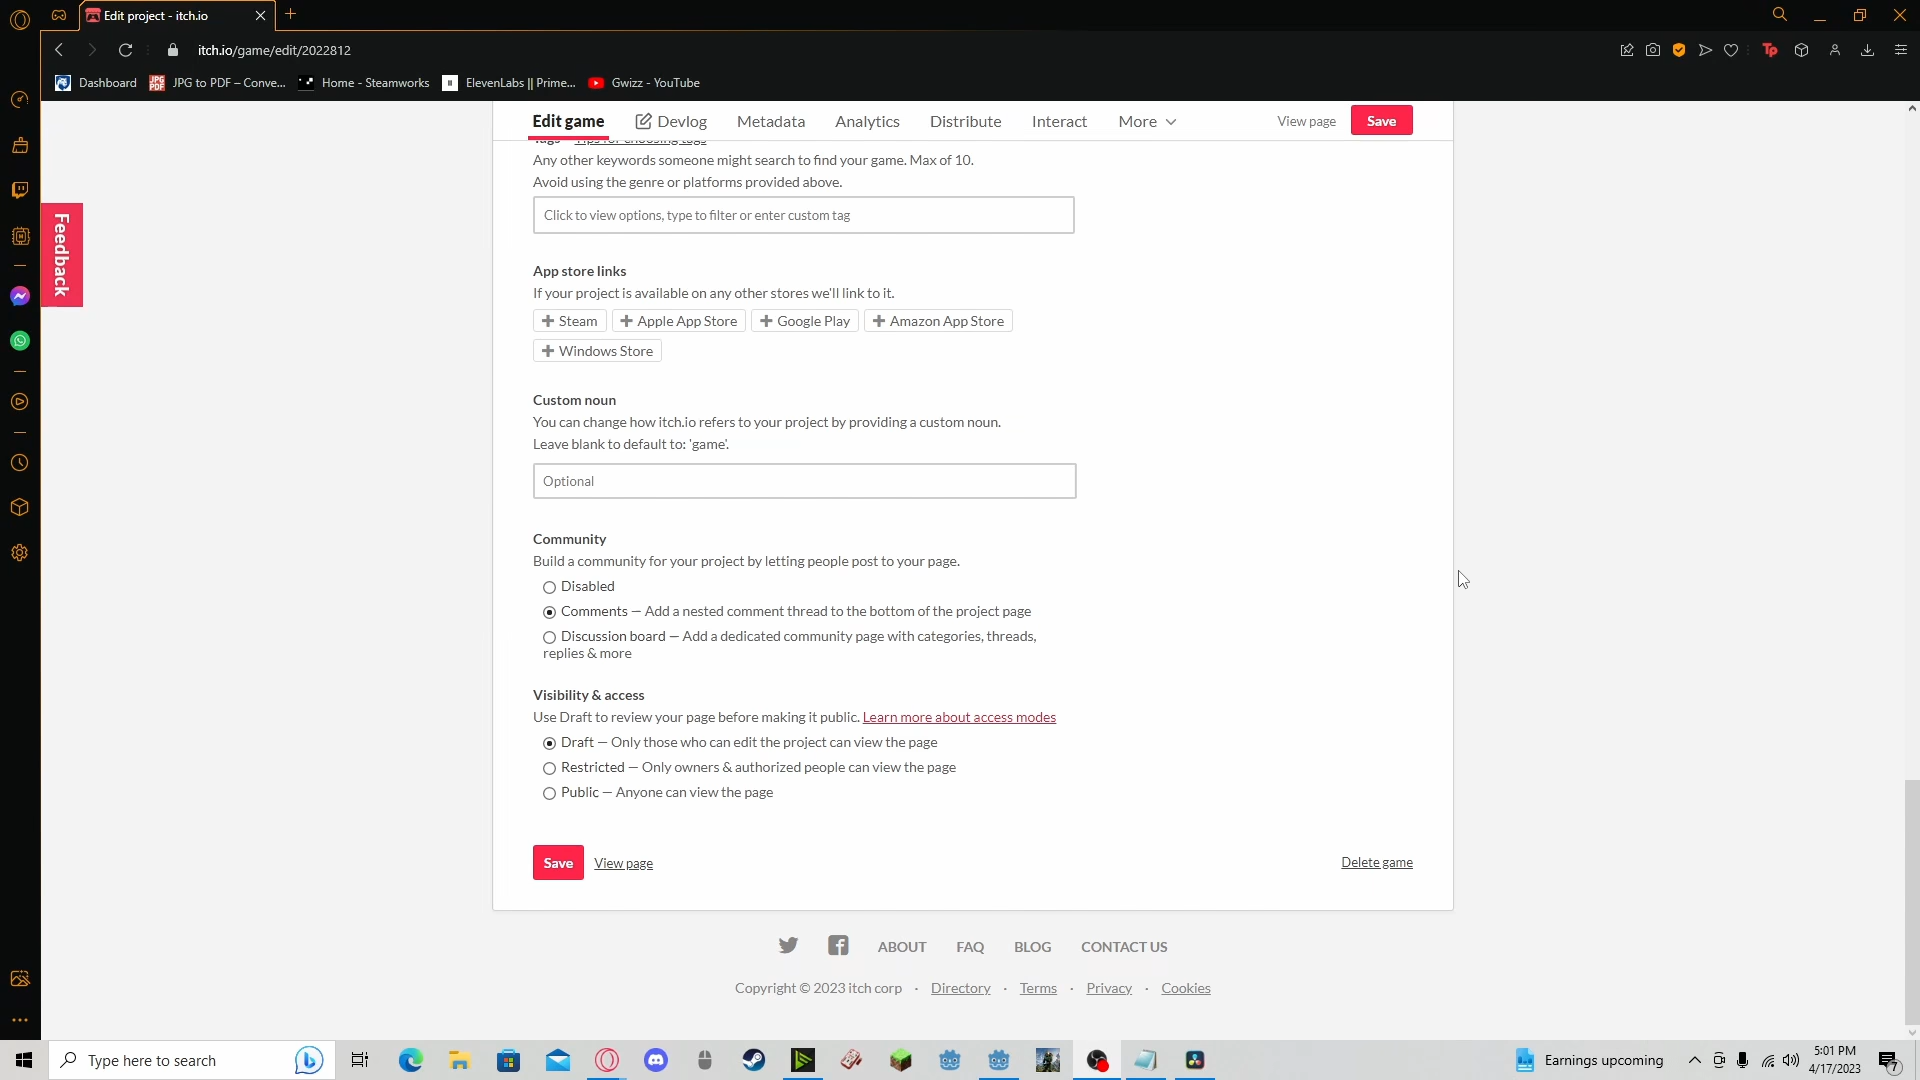 Edit project - itch.io
itch.io/game/edit/2022812
Tp
Dashboard
JPG PDF
JPG to PDF – Conve...
Home - Steamworks
ElevenLabs || Prime...
Gwizz - YouTube
Edit game
Devlog
Metadata
Analytics
Distribute
Interact
More
View page
Save
Tags — Tips for choosing tags
Any other keywords someone might search to find your game. Max of 10.
Avoid using the genre or platforms provided above.
Click to view options, type to filter or enter custom tag
Feedback
App store links
If your project is available on any other stores we'll link to it.
Steam
Apple App Store
Google Play
Amazon App Store
Windows Store
Custom noun
You can change how itch.io refers to your project by providing a custom noun.
Leave blank to default to: 'game'.
Optional
Community
Build a community for your project by letting people post to your page.
Disabled
Comments — Add a nested comment thread to the bottom of the project page
Discussion board — Add a dedicated community page with categories, threads,
replies & more
Visibility & access
Use Draft to review your page before making it public. Learn more about access modes
Draft — Only those who can edit the project can view the page
Restricted — Only owners & authorized people can view the page
Public — Anyone can view the page
Save
View page
Delete game
ABOUT
FAQ
BLOG
CONTACT US
Copyright © 2023 itch corp · Directory · Terms · Privacy · Cookies
Type here to search
Earnings upcoming
5:01 PM
4/17/2023
7